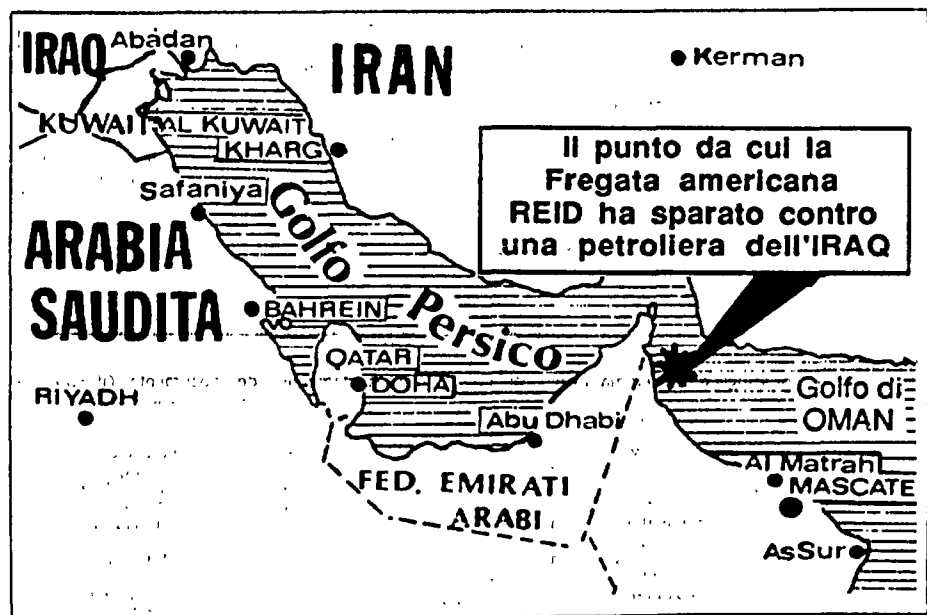 IRAQ
Abadan
IRAN
Kerman
KUWAIT
AL KUWAIT
KHARG
Il punto da cui la
Fregata americana
REID ha sparato contro
una petroliera dell'IRAQ
Safaniya
Golfo
Persico
ARABIA
SAUDITA
BAHREIN
QATAR
DOHA
RIYADH
Abu Dhabi
Golfo di
OMAN
FED. EMIRATI
ARABI
Al Matrah
MASCATE
AsSur